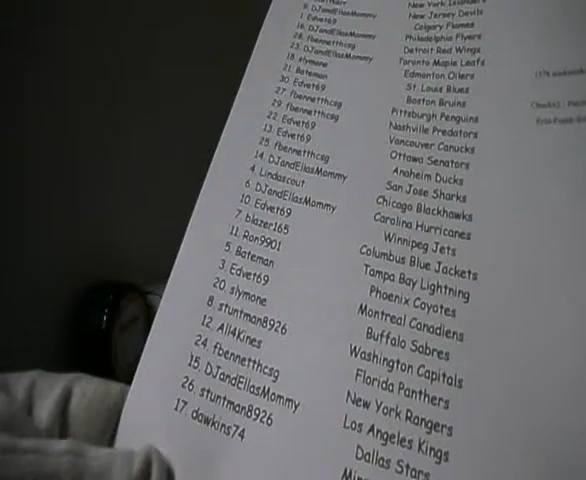 New York Islanders
9. DJandEllasMommy New Jersey Devils
1. Edvet69 Calgary Flames
16. DJandEllasMommy Philadelphia Flyers
28. fbennetthcsg Detroit Red Wings
23. DJandEllasMommy Toronto Maple Leafs
18. slymone Edmonton Oilers
21. Bateman St. Louis Blues
30. Edvet69 Boston Bruins
27. fbennetthcsg Pittsburgh Penguins
29. fbennetthcsg Nashville Predators
22. Edvet69 Vancouver Canucks
13. Edvet69 Ottawa Senators
25. fbennetthcsg Anaheim Ducks
14. DJandEllasMommy San Jose Sharks
4. Lindascout Chicago Blackhawks
6. DJandEllasMommy Carolina Hurricanes
10. Edvet69 Winnipeg Jets
7. blazer165 Columbus Blue Jackets
11. Ron9901 Tampa Bay Lightning
5. Bateman Phoenix Coyotes
3. Edvet69 Montreal Canadiens
20. slymone Buffalo Sabres
8. stuntman8926 Washington Capitals
12. All4Kines Florida Panthers
24. fbennetthcsg New York Rangers
15. DJandEllasMommy Los Angeles Kings
26. stuntman8926 Dallas Stars
17. dawkins74